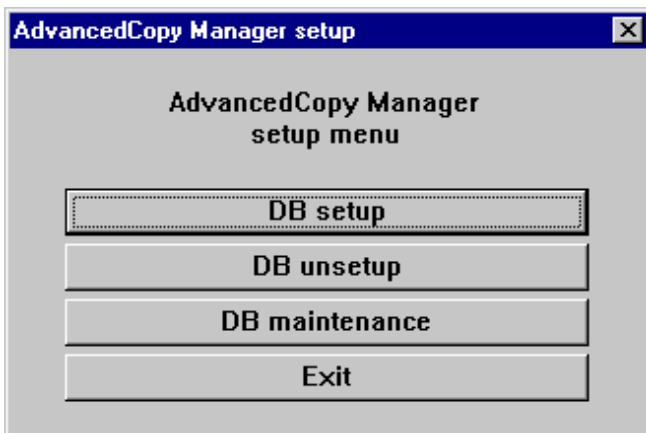 AdvancedCopy Manager setup
AdvancedCopy Manager
setup menu
DB setup
DB unsetup
DB maintenance
Exit